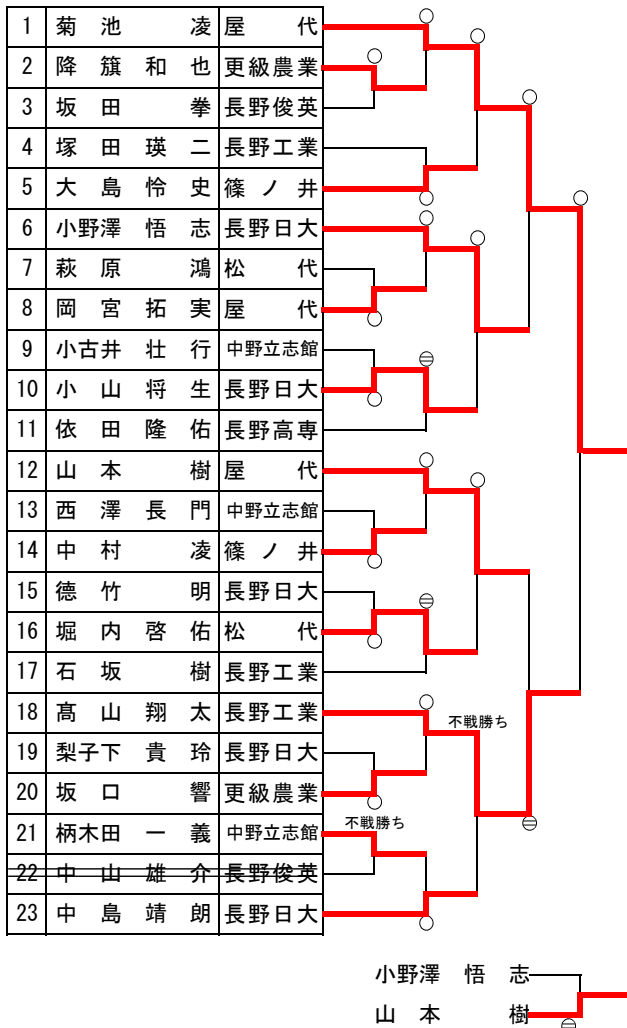 1 菊池 凌 屋代
2 降籏和也 更級農業
3 坂田 拳 長野俊英
4 塚田瑛二 長野工業
5 大島怜史 篠ノ井
6 小野澤悟志 長野日大
7 萩原 鴻 松代
8 岡宮拓実 屋代
9 小古井壮行 中野立志館
10 小山将生 長野日大
11 依田隆佑 長野高専
12 山本 樹 屋代
13 西澤長門 中野立志館
14 中村 凌 篠ノ井
15 德竹 明 長野日大
16 堀内啓佑 松代
17 石坂 樹 長野工業
18 髙山翔太 長野工業
不戦勝ち
19 梨子下貴玲 長野日大
20 坂口 響 更級農業
21 柄木田一義 中野立志館
不戦勝ち
22 中山雄介 長野俊英
23 中島靖朗 長野日大
小野澤 悟 志
山本 樹